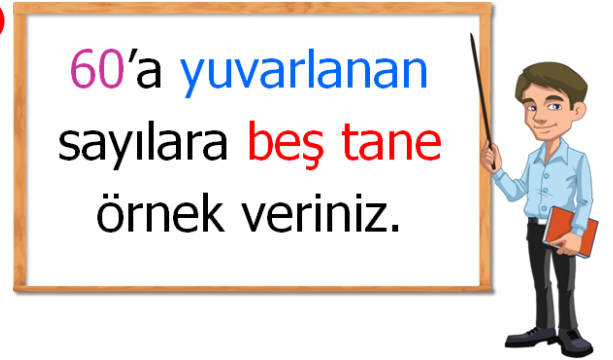 60’a yuvarlanan
sayılara beş tane
örnek veriniz.